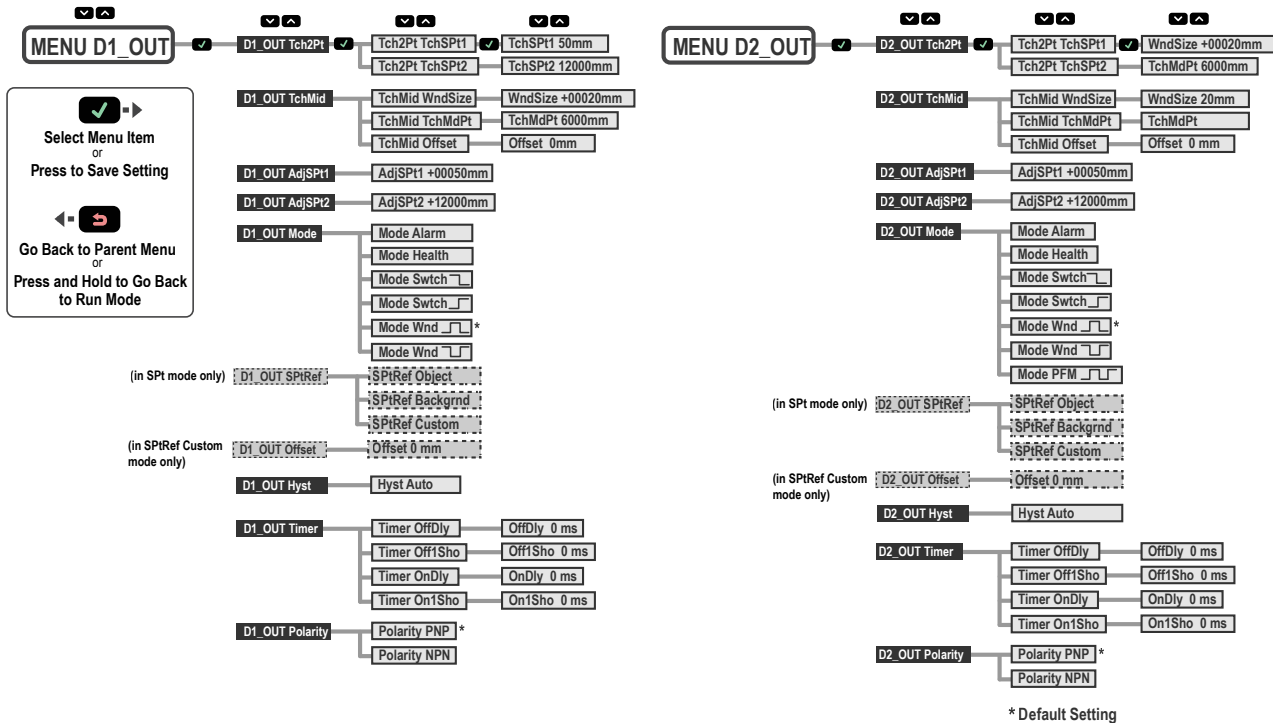 MENU D1_OUT
D1_OUT Tch2Pt
Tch2Pt TchSPt1
TchSPt1 50mm
Tch2Pt TchSPt2
TchSPt2 12000mm
Select Menu Item
or
Press to Save Setting
Go Back to Parent Menu
or
Press and Hold to Go Back
to Run Mode
D1_OUT TchMid
TchMid WndSize
WndSize +00020mm
TchMid TchMdPt
TchMdPt 6000mm
TchMid Offset
Offset 0mm
D1_OUT AdjSPt1
AdjSPt1 +00050mm
D1_OUT AdjSPt2
AdjSPt2 +12000mm
D1_OUT Mode
Mode Alarm
Mode Health
Mode Swtch
Mode Swtch
Mode Wnd *
Mode Wnd
(in SPt mode only)
D1_OUT SPtRef
SPtRef Object
SPtRef Backgrnd
SPtRef Custom
(in SPtRef Custom
mode only)
D1_OUT Offset
Offset 0 mm
D1_OUT Hyst
Hyst Auto
D1_OUT Timer
Timer OffDly
OffDly 0 ms
Timer Off1Sho
Off1Sho 0 ms
Timer OnDly
OnDly 0 ms
Timer On1Sho
On1Sho 0 ms
D1_OUT Polarity
Polarity PNP *
Polarity NPN
MENU D2_OUT
D2_OUT Tch2Pt
Tch2Pt TchSPt1
WndSize +00020mm
Tch2Pt TchSPt2
TchMdPt 6000mm
D2_OUT TchMid
TchMid WndSize
WndSize 20mm
TchMid TchMdPt
TchMdPt
TchMid Offset
Offset 0 mm
D2_OUT AdjSPt1
AdjSPt1 +00050mm
D2_OUT AdjSPt2
AdjSPt2 +12000mm
D2_OUT Mode
Mode Alarm
Mode Health
Mode Swtch
Mode Swtch
Mode Wnd *
Mode Wnd
Mode PFM
(in SPt mode only)
D2_OUT SPtRef
SPtRef Object
SPtRef Backgrnd
SPtRef Custom
(in SPtRef Custom
mode only)
D2_OUT Offset
Offset 0 mm
D2_OUT Hyst
Hyst Auto
D2_OUT Timer
Timer OffDly
OffDly 0 ms
Timer Off1Sho
Off1Sho 0 ms
Timer OnDly
OnDly 0 ms
Timer On1Sho
On1Sho 0 ms
D2_OUT Polarity
Polarity PNP *
Polarity NPN
* Default Setting